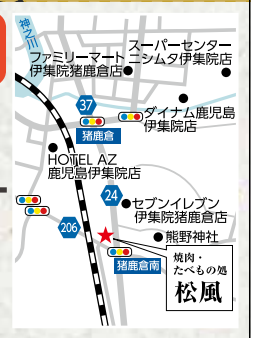 神之川
スーパーセンター
ニシムタ伊集院店
ファミリーマート
伊集院猪鹿倉店
37
ダイナム鹿児島
伊集院店
猪鹿倉
HOTEL AZ
鹿児島伊集院店
24
セブンイレブン
伊集院猪鹿倉店
206
熊野神社
猪鹿倉南
焼肉・
たべもの処
松風